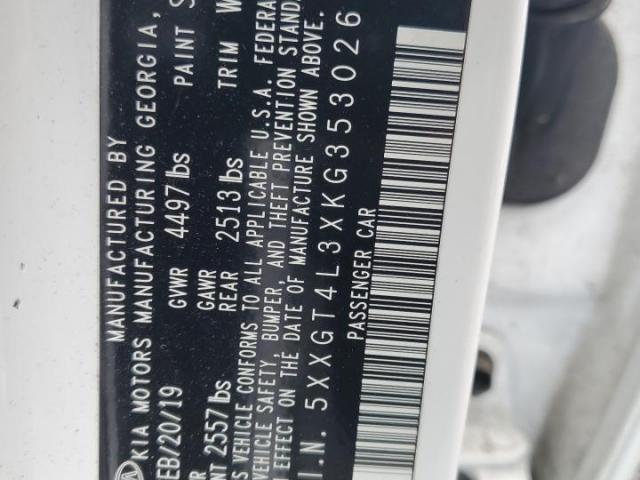 MANUFACTURED BY
KIA MOTORS MANUFACTURING GEORGIA,
EB/20/19 GVWR 4497 lbs PAINT S
GAWR
NT 2557 lbs REAR 2513 lbs TRIM W
S VEHICLE CONFORMS TO ALL APPLICABLE U.S.A. FEDERA
VEHICLE SAFETY, BUMPER, AND THEFT PREVENTION STAND
EFFECT ON THE DATE OF MANUFACTURE SHOWN ABOVE.
I.N. 5XXGT4L3XKG353026
PASSENGER CAR